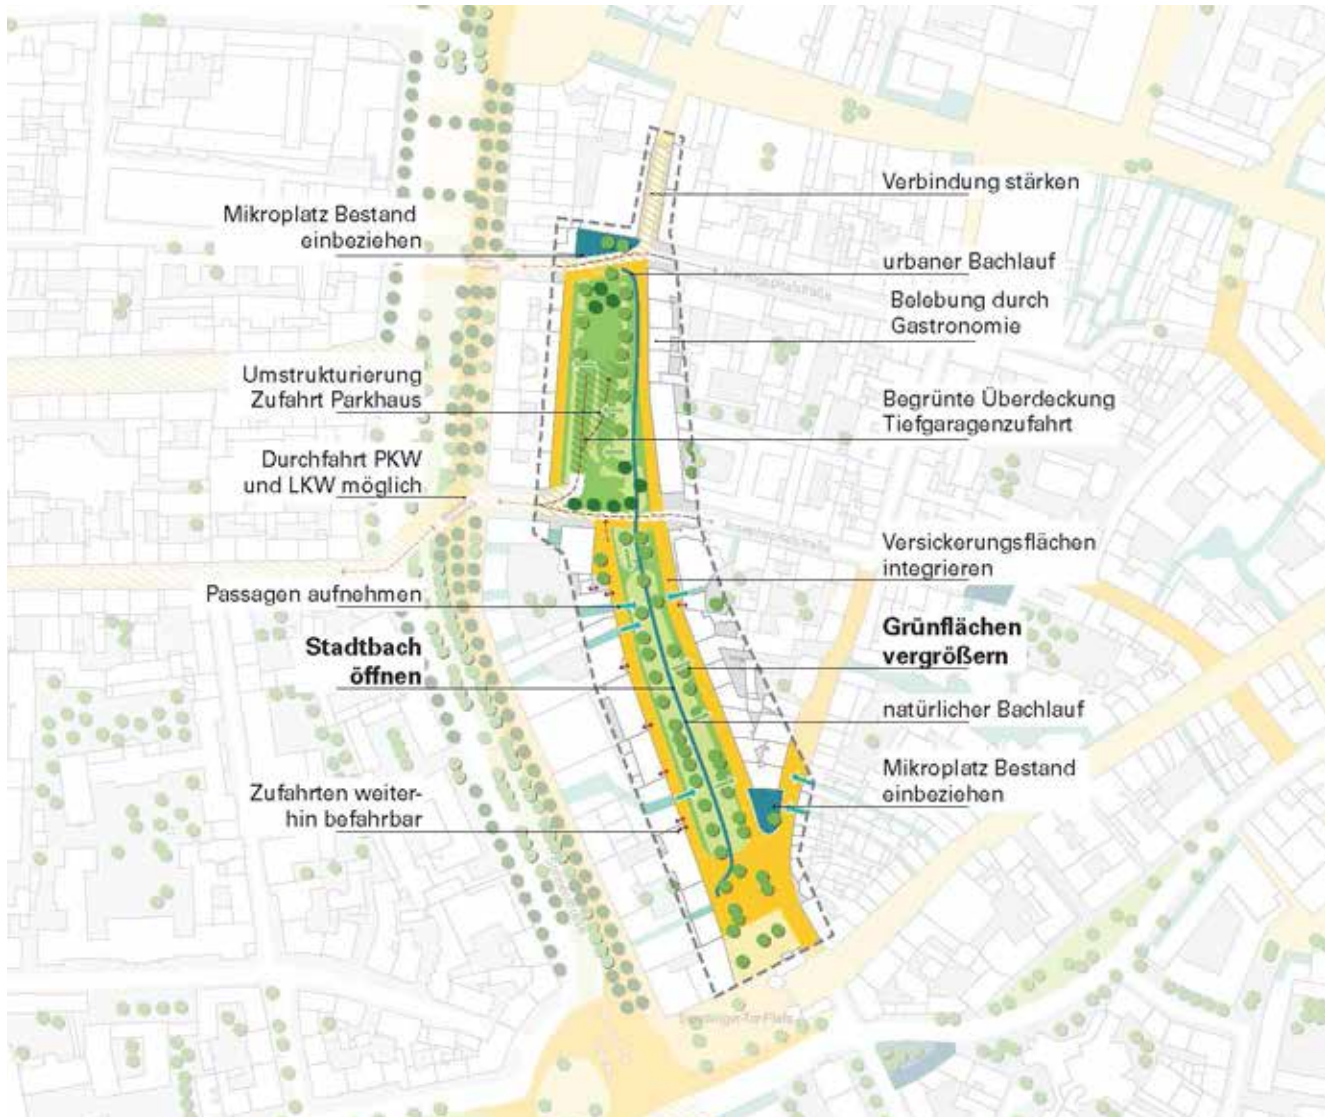 Verbindung stärken
Mikroplatz Bestand
einbeziehen
urbaner Bachlauf
Belebung durch
Gastronomie
Umstrukturierung
Zufahrt Parkhaus
Begrünte Überdeckung
Tiefgaragenzufahrt
Durchfahrt PKW
und LKW möglich
Versickerungsflächen
integrieren
Passagen aufnehmen
Stadtbach
öffnen
Grünflächen
vergrößern
natürlicher Bachlauf
Mikroplatz Bestand
einbeziehen
Zufahrten weiter-
hin befahrbar